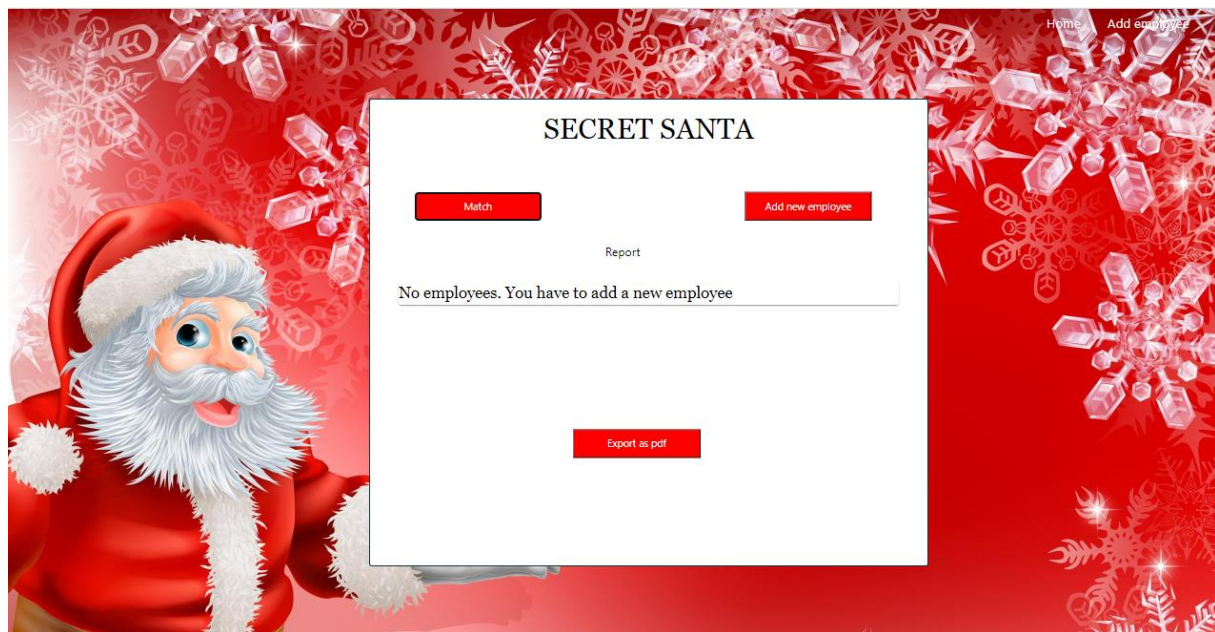 Home Add employee
SECRET SANTA
Match Add new employee
Report
No employees. You have to add a new employee
Export as pdf